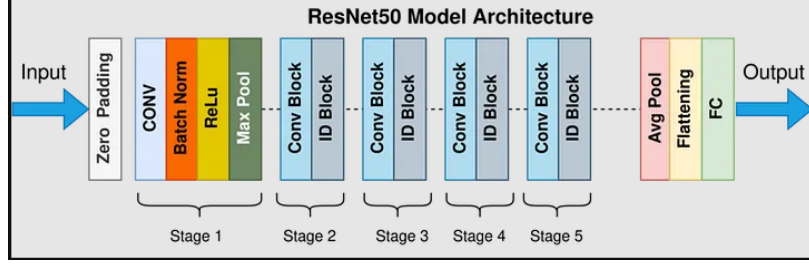 ResNet50 Model Architecture
Input
Zero Padding
CONV
Batch Norm
ReLu
Max Pool
Conv Block
ID Block
Conv Block
ID Block
Conv Block
ID Block
Conv Block
ID Block
Avg Pool
Flattening
FC
Output
Stage 1
Stage 2
Stage 3
Stage 4
Stage 5